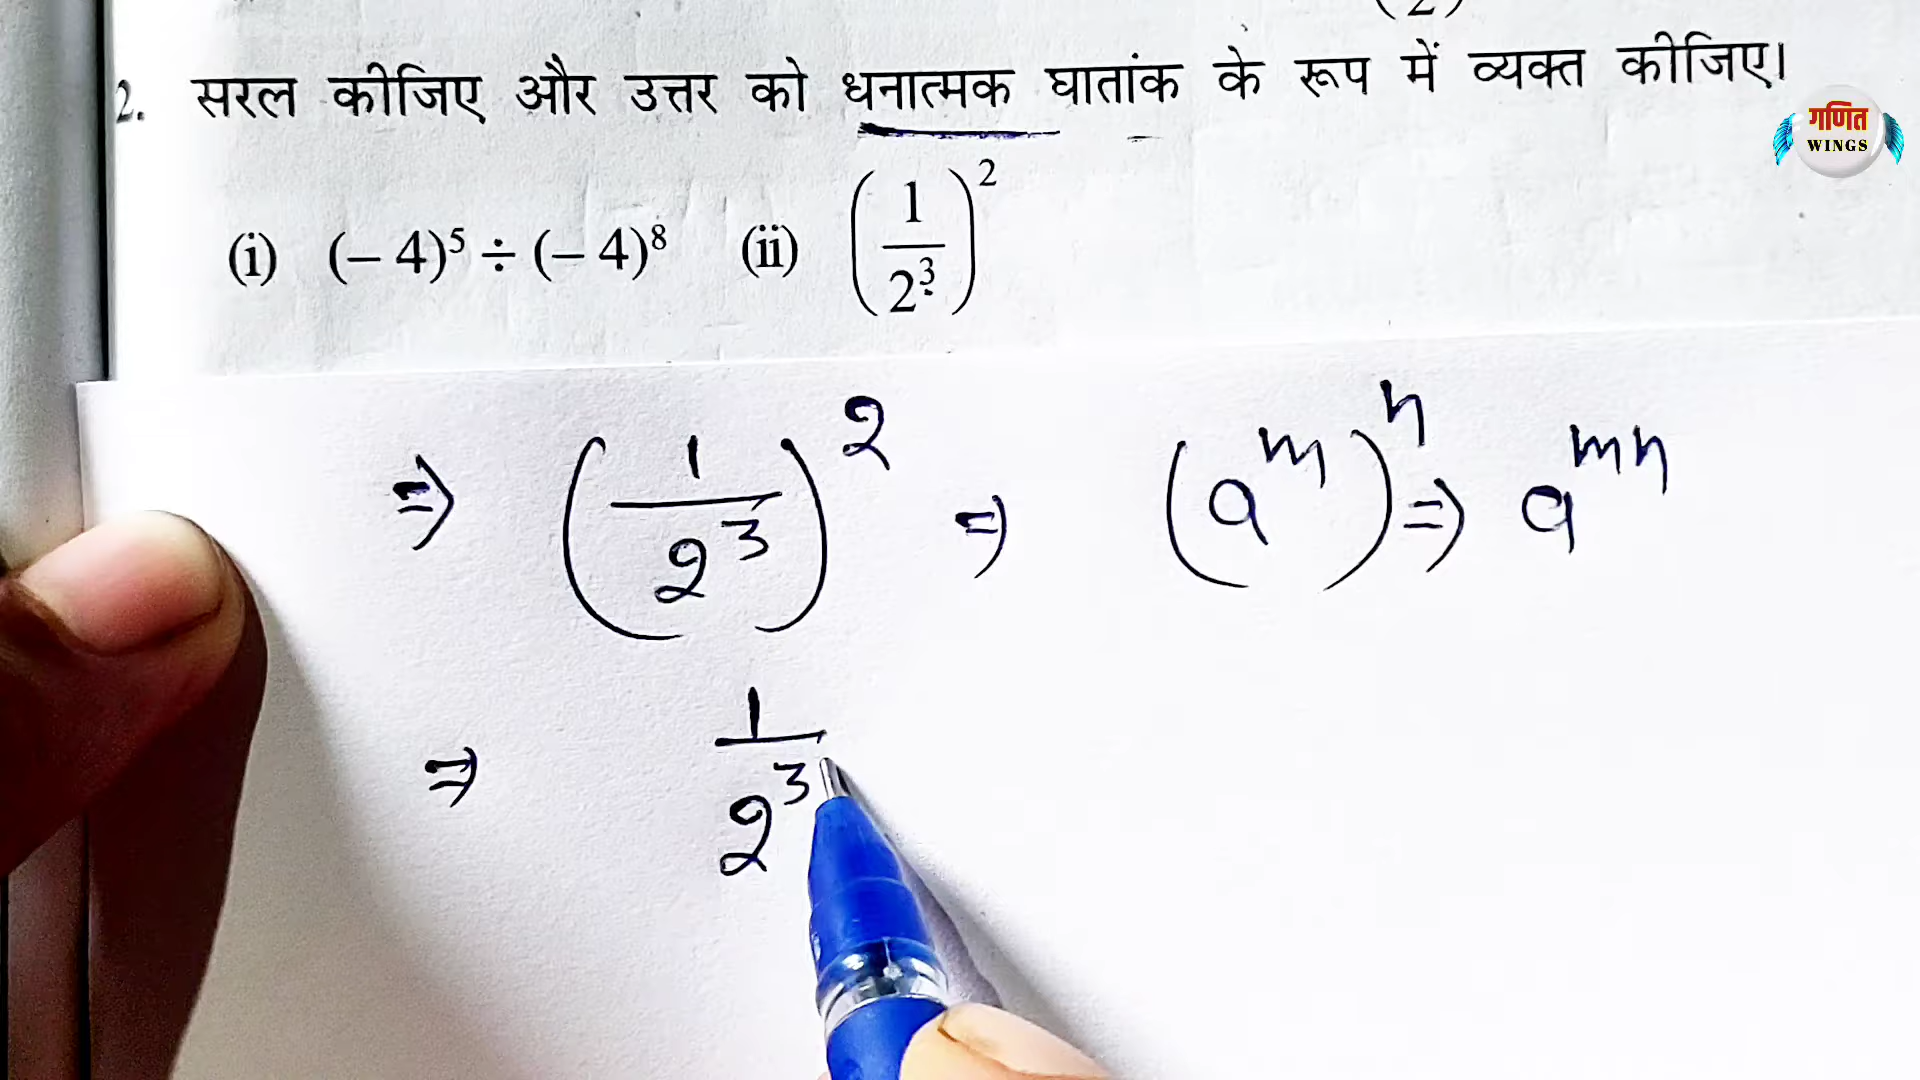 (2)
2. सरल कीजिए और उत्तर को धनात्मक घातांक के रूप में व्यक्त कीजिए।
गणित
WINGS
(i) (– 4)⁵ ÷ (– 4)⁸ (ii) (1/2³)²
⇒ (1/2³)² ⇒ (aᵐ)ⁿ ⇒ aᵐⁿ
⇒ 1/2³